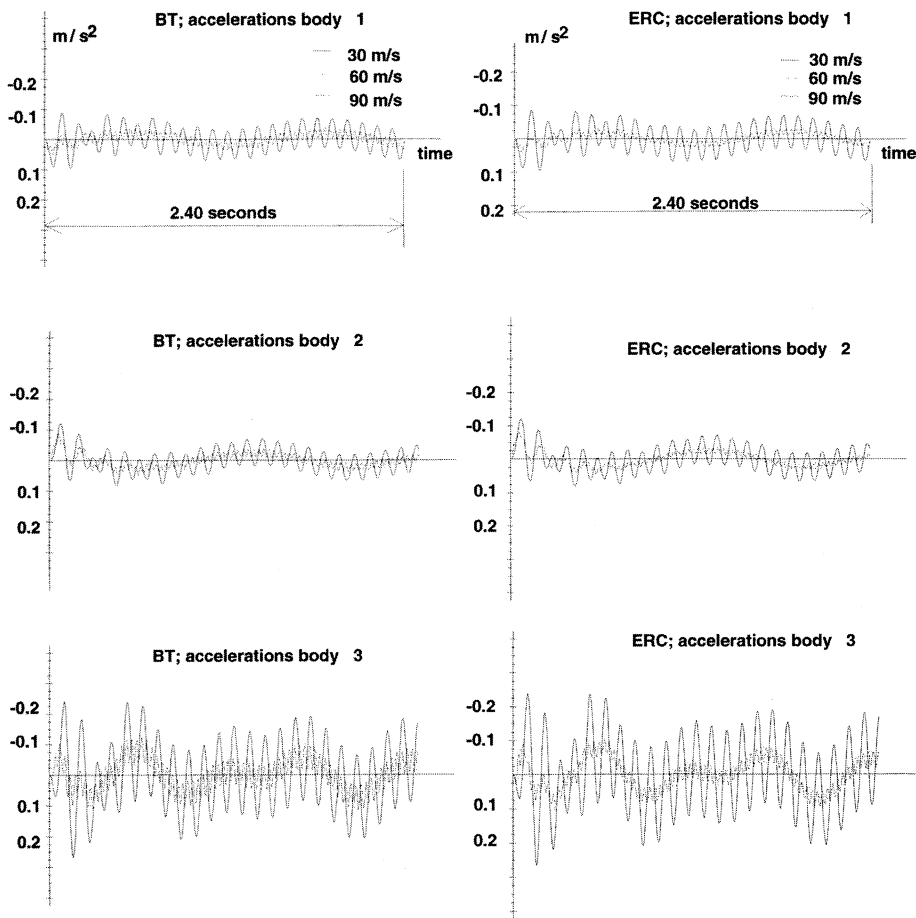 BT; accelerations body 1
m/s²
30 m/s
60 m/s
90 m/s
-0.2
-0.1
time
0.1
0.2
2.40 seconds
ERC; accelerations body 1
m/s²
30 m/s
60 m/s
90 m/s
-0.2
-0.1
time
0.1
0.2
2.40 seconds
BT; accelerations body 2
-0.2
-0.1
0.1
0.2
ERC; accelerations body 2
-0.2
-0.1
0.1
0.2
BT; accelerations body 3
-0.2
-0.1
0.1
0.2
ERC; accelerations body 3
-0.2
-0.1
0.1
0.2